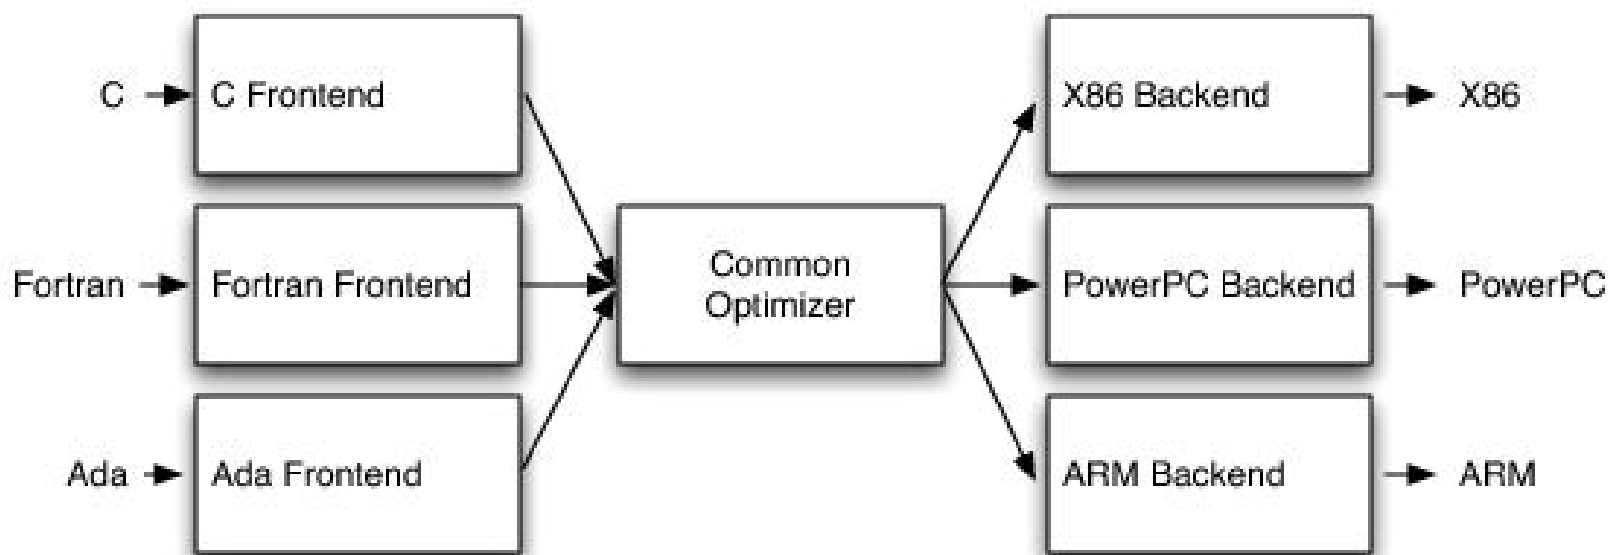 C
C Frontend
X86 Backend
X86
Fortran
Fortran Frontend
Common
Optimizer
PowerPC Backend
PowerPC
Ada
Ada Frontend
ARM Backend
ARM